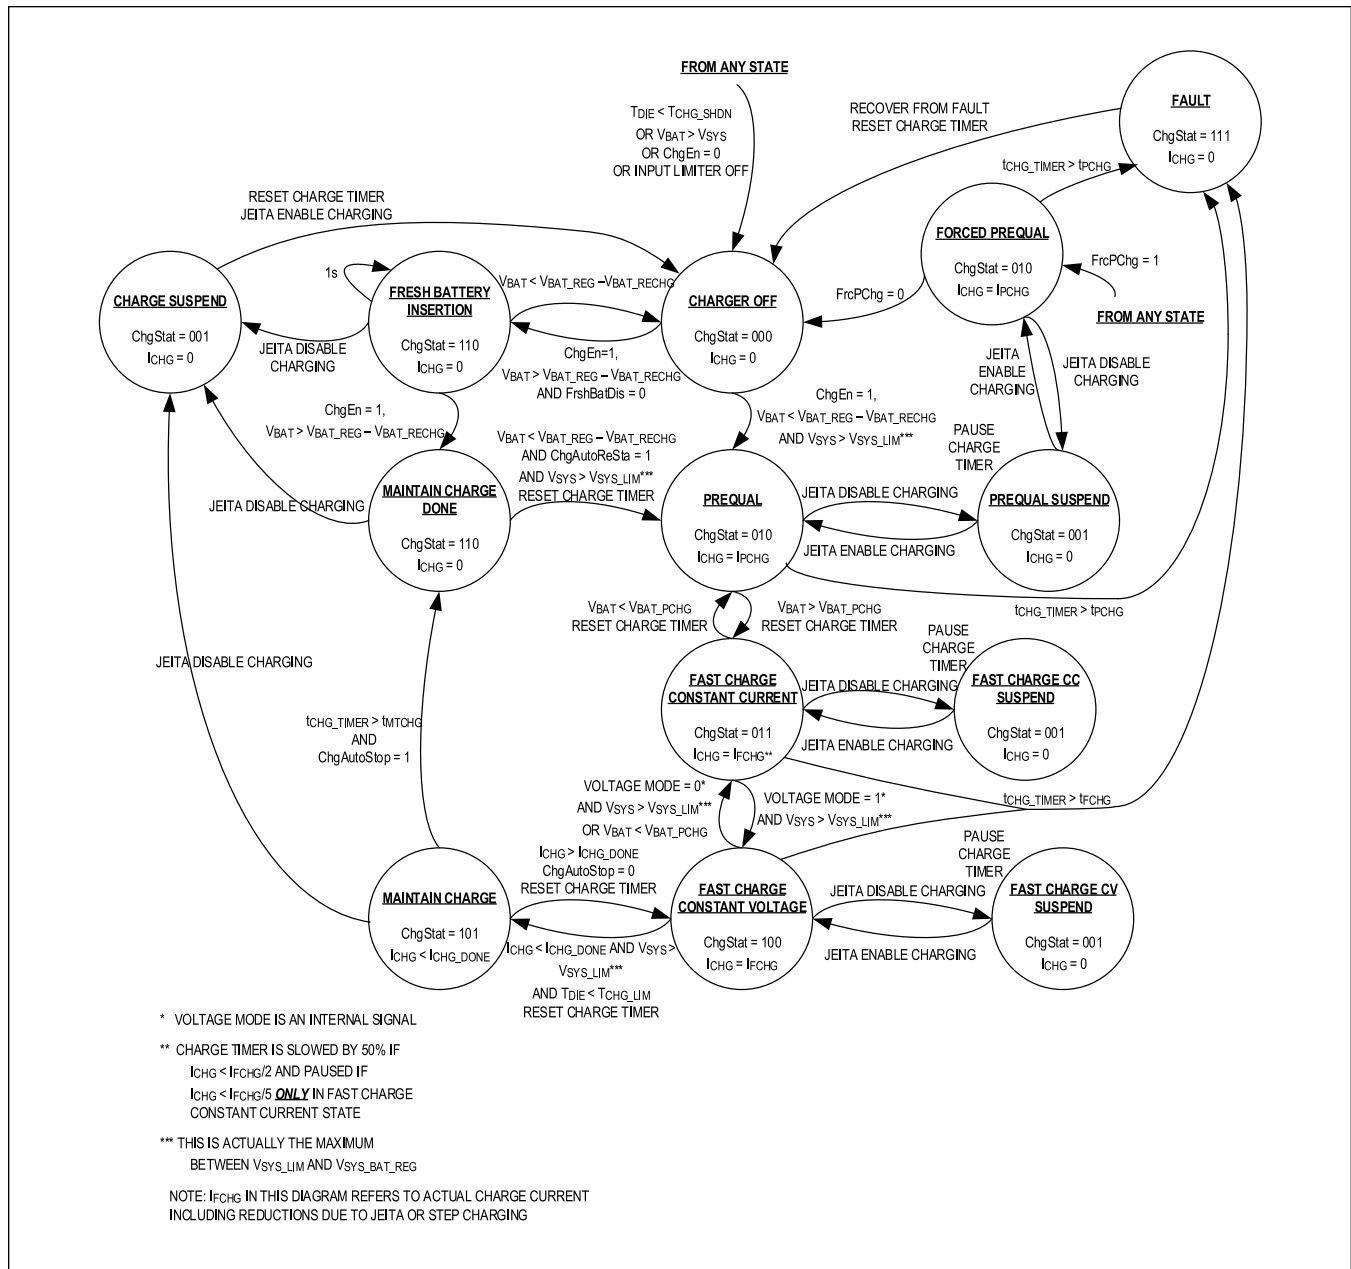 FROM ANY STATE
TDIE < TCHG_SHDN
OR VBAT > VSYS
OR ChgEn = 0
OR INPUT LIMITER OFF
RECOVER FROM FAULT
RESET CHARGE TIMER
FAULT
ChgStat = 111
ICHG = 0
tCHG_TIMER > tPCHG
RESET CHARGE TIMER
JEITA ENABLE CHARGING
FORCED PREQUAL
ChgStat = 010
ICHG = IPCHG
FrcPChg = 1
FROM ANY STATE
FrcPChg = 0
1s
CHARGE SUSPEND
ChgStat = 001
ICHG = 0
FRESH BATTERY
INSERTION
ChgStat = 110
ICHG = 0
VBAT < VBAT_REG – VBAT_RECHG
CHARGER OFF
ChgStat = 000
ICHG = 0
JEITA DISABLE
CHARGING
ChgEn=1,
VBAT > VBAT_REG – VBAT_RECHG
AND FrshBatDis = 0
JEITA
ENABLE
CHARGING
JEITA DISABLE
CHARGING
ChgEn = 1,
VBAT > VBAT_REG – VBAT_RECHG
ChgEn = 1,
VBAT < VBAT_REG – VBAT_RECHG
AND VSYS > VSYS_LIM***
VBAT < VBAT_REG – VBAT_RECHG
AND ChgAutoReSta = 1
AND VSYS > VSYS_LIM***
RESET CHARGE TIMER
PAUSE
CHARGE
TIMER
JEITA DISABLE CHARGING
MAINTAIN CHARGE
DONE
ChgStat = 110
ICHG = 0
PREQUAL
ChgStat = 010
ICHG = IPCHG
JEITA DISABLE CHARGING
JEITA ENABLE CHARGING
PREQUAL SUSPEND
ChgStat = 001
ICHG = 0
tCHG_TIMER > tPCHG
VBAT < VBAT_PCHG
RESET CHARGE TIMER
VBAT > VBAT_PCHG
RESET CHARGE TIMER
PAUSE
CHARGE
TIMER
JEITA DISABLE CHARGING
FAST CHARGE
CONSTANT CURRENT
ChgStat = 011
ICHG = IFCHG**
JEITA DISABLE CHARGING
JEITA ENABLE CHARGING
FAST CHARGE CC
SUSPEND
ChgStat = 001
ICHG = 0
tCHG_TIMER > tMTCHG
AND
ChgAutoStop = 1
tCHG_TIMER > tFCHG
VOLTAGE MODE = 0*
AND VSYS > VSYS_LIM***
OR VBAT < VBAT_PCHG
VOLTAGE MODE = 1*
AND VSYS > VSYS_LIM***
PAUSE
CHARGE
TIMER
ICHG > ICHG_DONE
ChgAutoStop = 0
RESET CHARGE TIMER
MAINTAIN CHARGE
ChgStat = 101
ICHG < ICHG_DONE
FAST CHARGE
CONSTANT VOLTAGE
ChgStat = 100
ICHG = IFCHG
JEITA DISABLE CHARGING
JEITA ENABLE CHARGING
FAST CHARGE CV
SUSPEND
ChgStat = 001
ICHG = 0
ICHG < ICHG_DONE AND VSYS >
VSYS_LIM***
AND TDIE < TCHG_LIM
RESET CHARGE TIMER
* VOLTAGE MODE IS AN INTERNAL SIGNAL
** CHARGE TIMER IS SLOWED BY 50% IF
ICHG < IFCHG/2 AND PAUSED IF
ICHG < IFCHG/5 ONLY IN FAST CHARGE
CONSTANT CURRENT STATE
*** THIS IS ACTUALLY THE MAXIMUM
BETWEEN VSYS_LIM AND VSYS_BAT_REG
NOTE: IFCHG IN THIS DIAGRAM REFERS TO ACTUAL CHARGE CURRENT
INCLUDING REDUCTIONS DUE TO JEITA OR STEP CHARGING